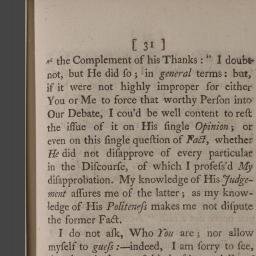 [ 31 ]
" the Complement of his Thanks:" I doubt
not, but He did ſo; in general terms: but,
if it were not highly improper for either
You or Me to force that worthy Perſon into
Our Debate, I cou'd be well content to reſt
the iſſue of it on His ſingle Opinion; or
even on this ſingle queſtion of Fact, whether
He did not diſapprove of every particular
in the Diſcourſe, of which I profeſs'd My
diſapprobation. My knowledge of His Judge-
ment aſſures me of the latter; as my know-
ledge of His Politeneſs makes me not diſpute
the former Fact.
I do not aſk, Who You are; nor allow
myſelf to gueſs:—indeed, I am ſorry to ſee,